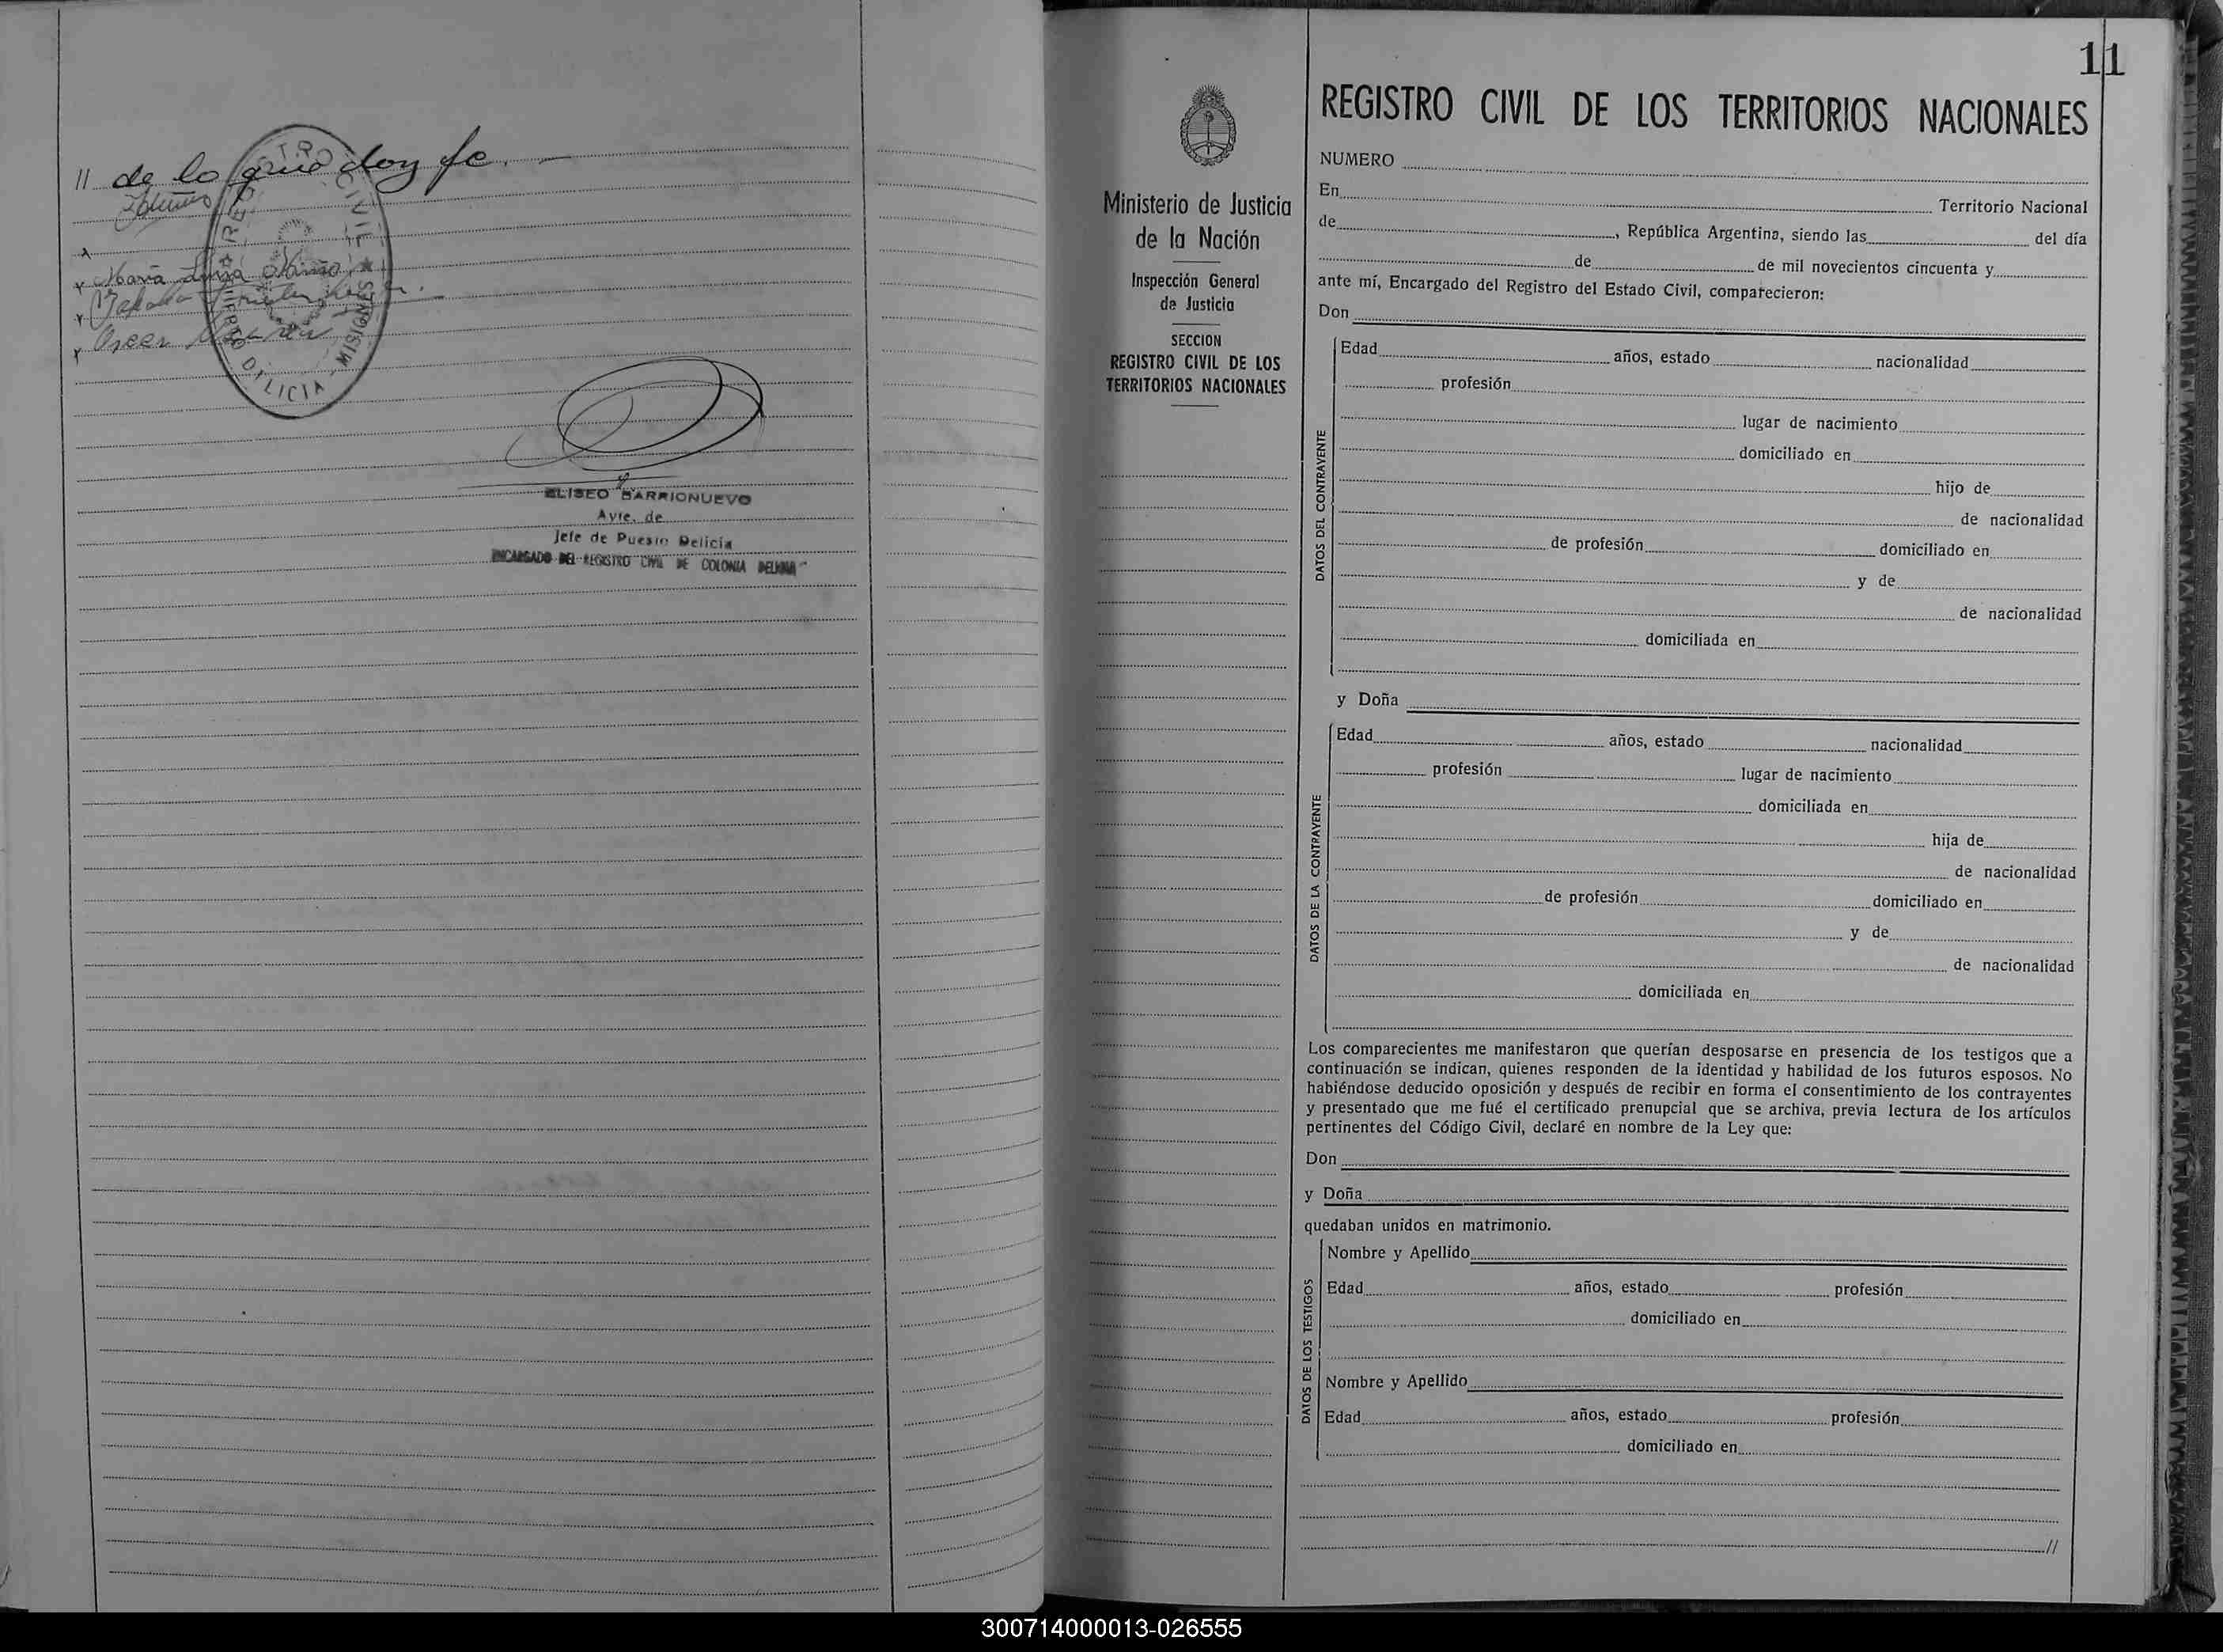 // de lo que doy fe. —
María Luisa
Oscar
REGISTRO CIVIL
PUERTO DELICIA - MISIONES
ELISEO BARRIONUEVO
Ayte. de
Jefe de Puesto Delicia
ENCARGADO DEL REGISTRO CIVIL DE COLONIA DELICIA
11
Ministerio de Justicia
de la Nación
Inspección General
de Justicia
SECCION
REGISTRO CIVIL DE LOS
TERRITORIOS NACIONALES
REGISTRO CIVIL DE LOS TERRITORIOS NACIONALES
NUMERO
En Territorio Nacional
de , República Argentina, siendo las del día
de de mil novecientos cincuenta y
ante mí, Encargado del Registro del Estado Civil, comparecieron:
Don
DATOS DEL CONTRAYENTE
Edad años, estado nacionalidad
profesión
lugar de nacimiento
domiciliado en
hijo de
de nacionalidad
de profesión domiciliado en
y de
de nacionalidad
domiciliada en
y Doña
DATOS DE LA CONTRAYENTE
Edad años, estado nacionalidad
profesión lugar de nacimiento
domiciliada en
hija de
de nacionalidad
de profesión domiciliado en
y de
de nacionalidad
domiciliada en
Los comparecientes me manifestaron que querían desposarse en presencia de los testigos que a
continuación se indican, quienes responden de la identidad y habilidad de los futuros esposos. No
habiéndose deducido oposición y después de recibir en forma el consentimiento de los contrayentes
y presentado que me fué el certificado prenupcial que se archiva, previa lectura de los artículos
pertinentes del Código Civil, declaré en nombre de la Ley que:
Don
y Doña
quedaban unidos en matrimonio.
DATOS DE LOS TESTIGOS
Nombre y Apellido
Edad años, estado profesión
domiciliado en
Nombre y Apellido
Edad años, estado profesión
domiciliado en
//
300714000013-026555